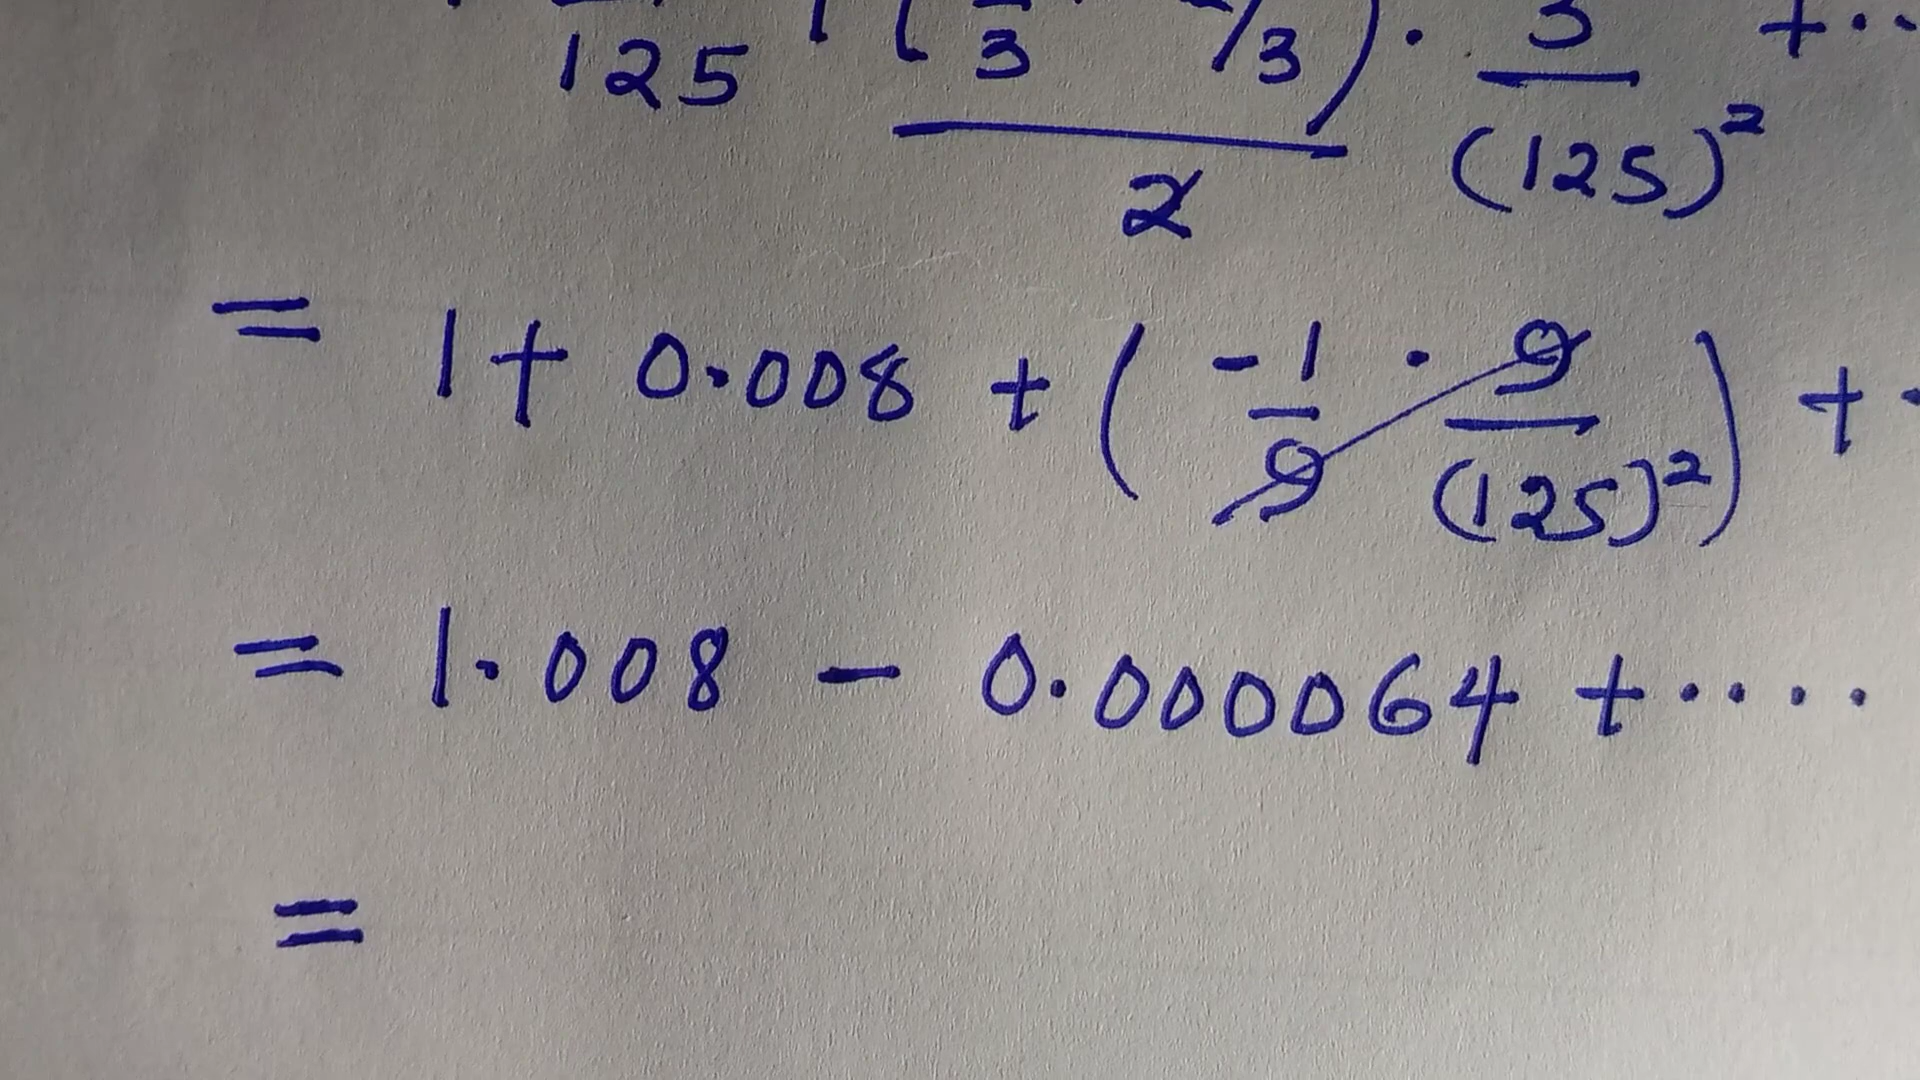 125 ( 3 /3) . 3 + ..
2 (125)²
= 1 + 0.008 + ( -1/9 . 9/(125)² ) + .
= 1.008 - 0.000064 + ....
=